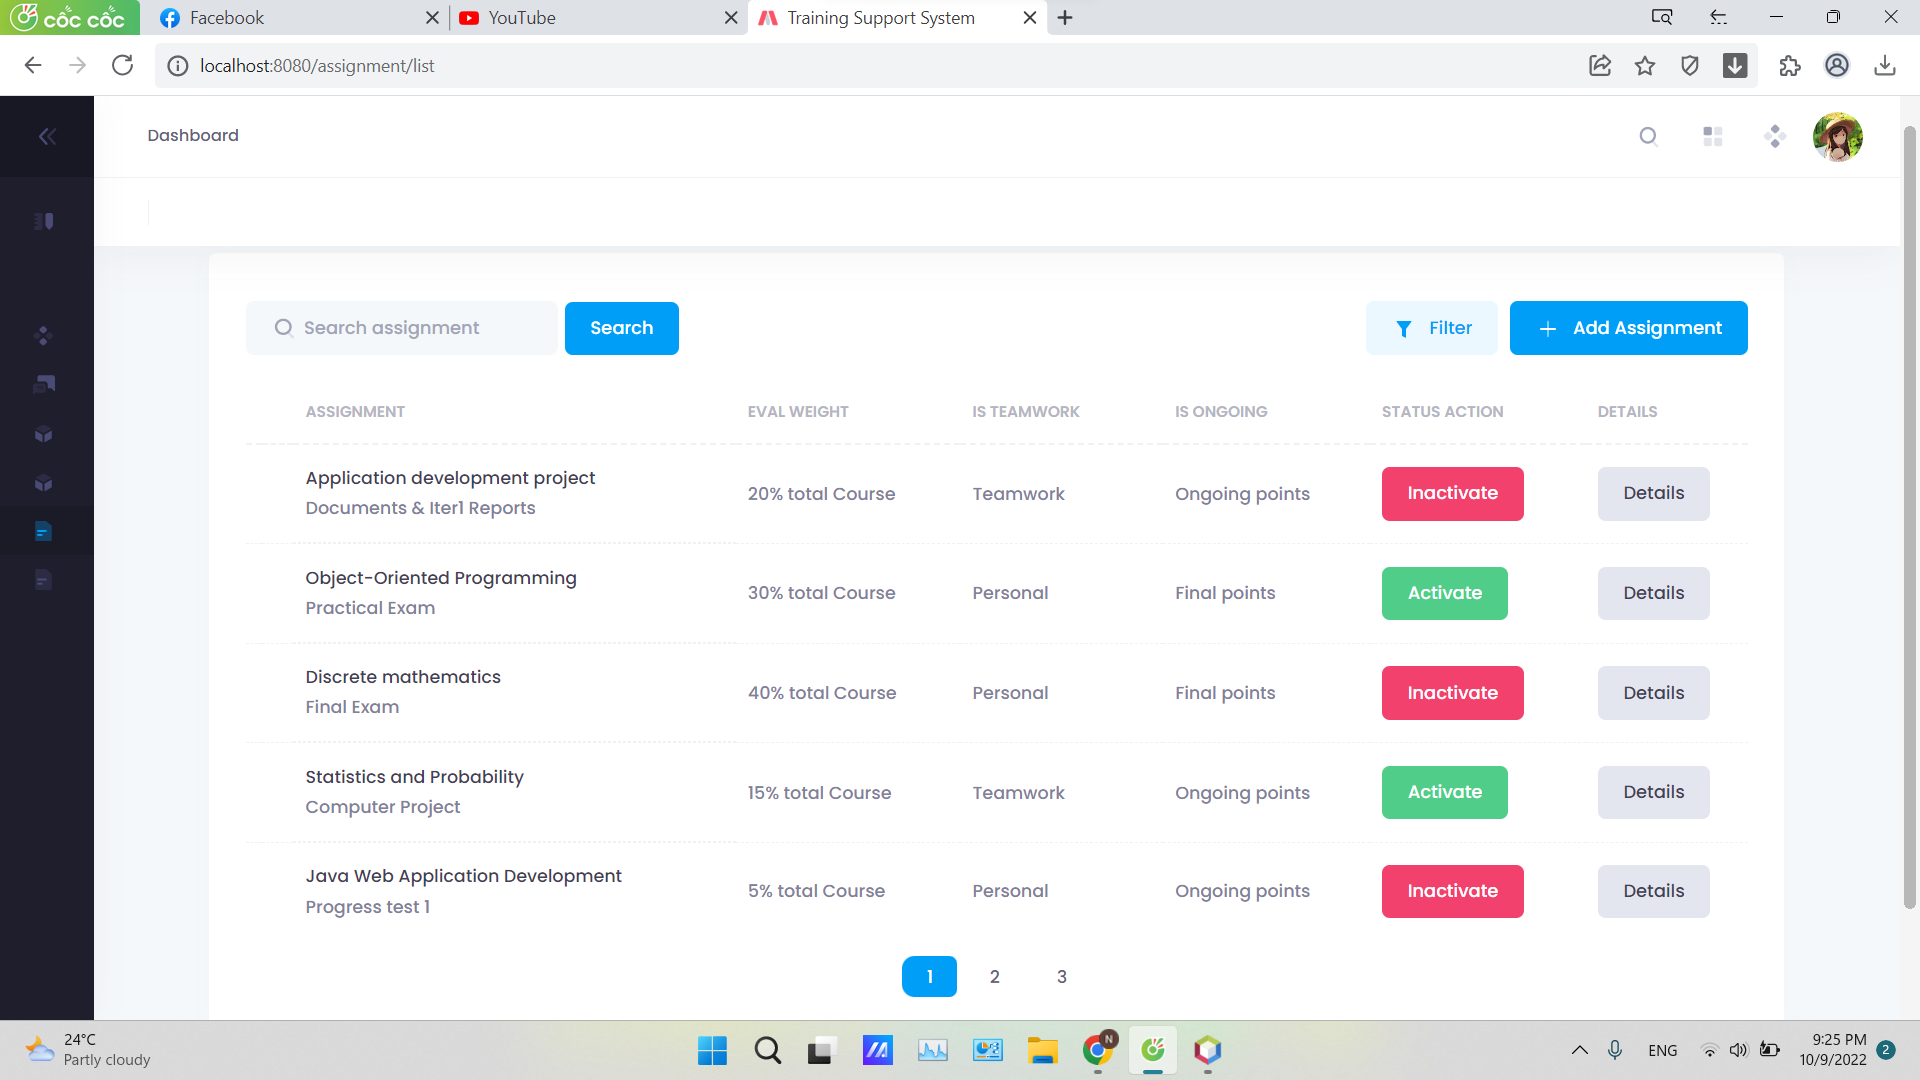 cốc cốc
Facebook
YouTube
Training Support System
localhost:8080/assignment/list
Dashboard
Search assignment
Search
Filter
Add Assignment
ASSIGNMENT EVAL WEIGHT IS TEAMWORK IS ONGOING STATUS ACTION DETAILS
Application development project
Documents & Iter1 Reports
20% total Course Teamwork Ongoing points Inactivate Details
Object-Oriented Programming
Practical Exam
30% total Course Personal Final points Activate Details
Discrete mathematics
Final Exam
40% total Course Personal Final points Inactivate Details
Statistics and Probability
Computer Project
15% total Course Teamwork Ongoing points Activate Details
Java Web Application Development
Progress test 1
5% total Course Personal Ongoing points Inactivate Details
1 2 3
24°C
Partly cloudy
N
ENG
9:25 PM
10/9/2022
2